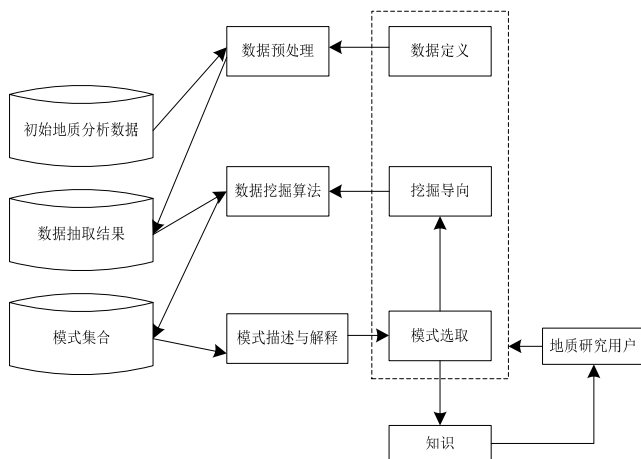 数据预处理
数据定义
初始地质分析数据
数据挖掘算法
挖掘导向
数据抽取结果
模式集合
模式描述与解释
模式选取
地质研究用户
知识